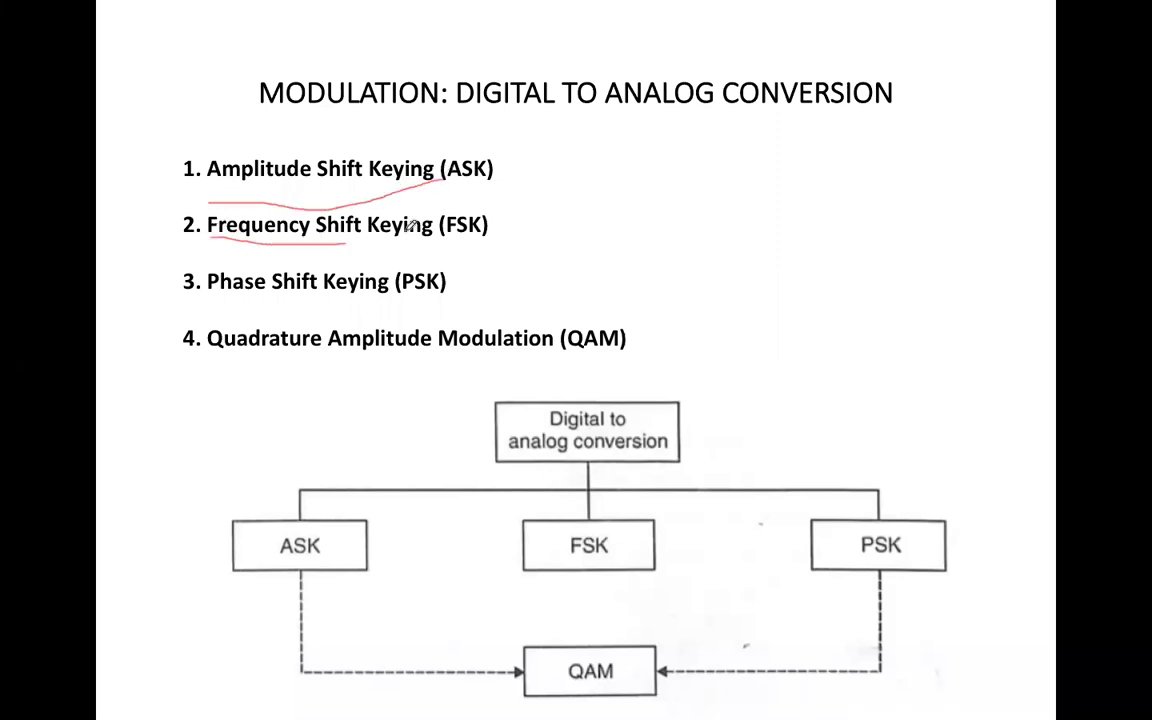 MODULATION: DIGITAL TO ANALOG CONVERSION
1. Amplitude Shift Keying (ASK)
2. Frequency Shift Keying (FSK)
3. Phase Shift Keying (PSK)
4. Quadrature Amplitude Modulation (QAM)
Digital to
analog conversion
ASK
FSK
PSK
QAM